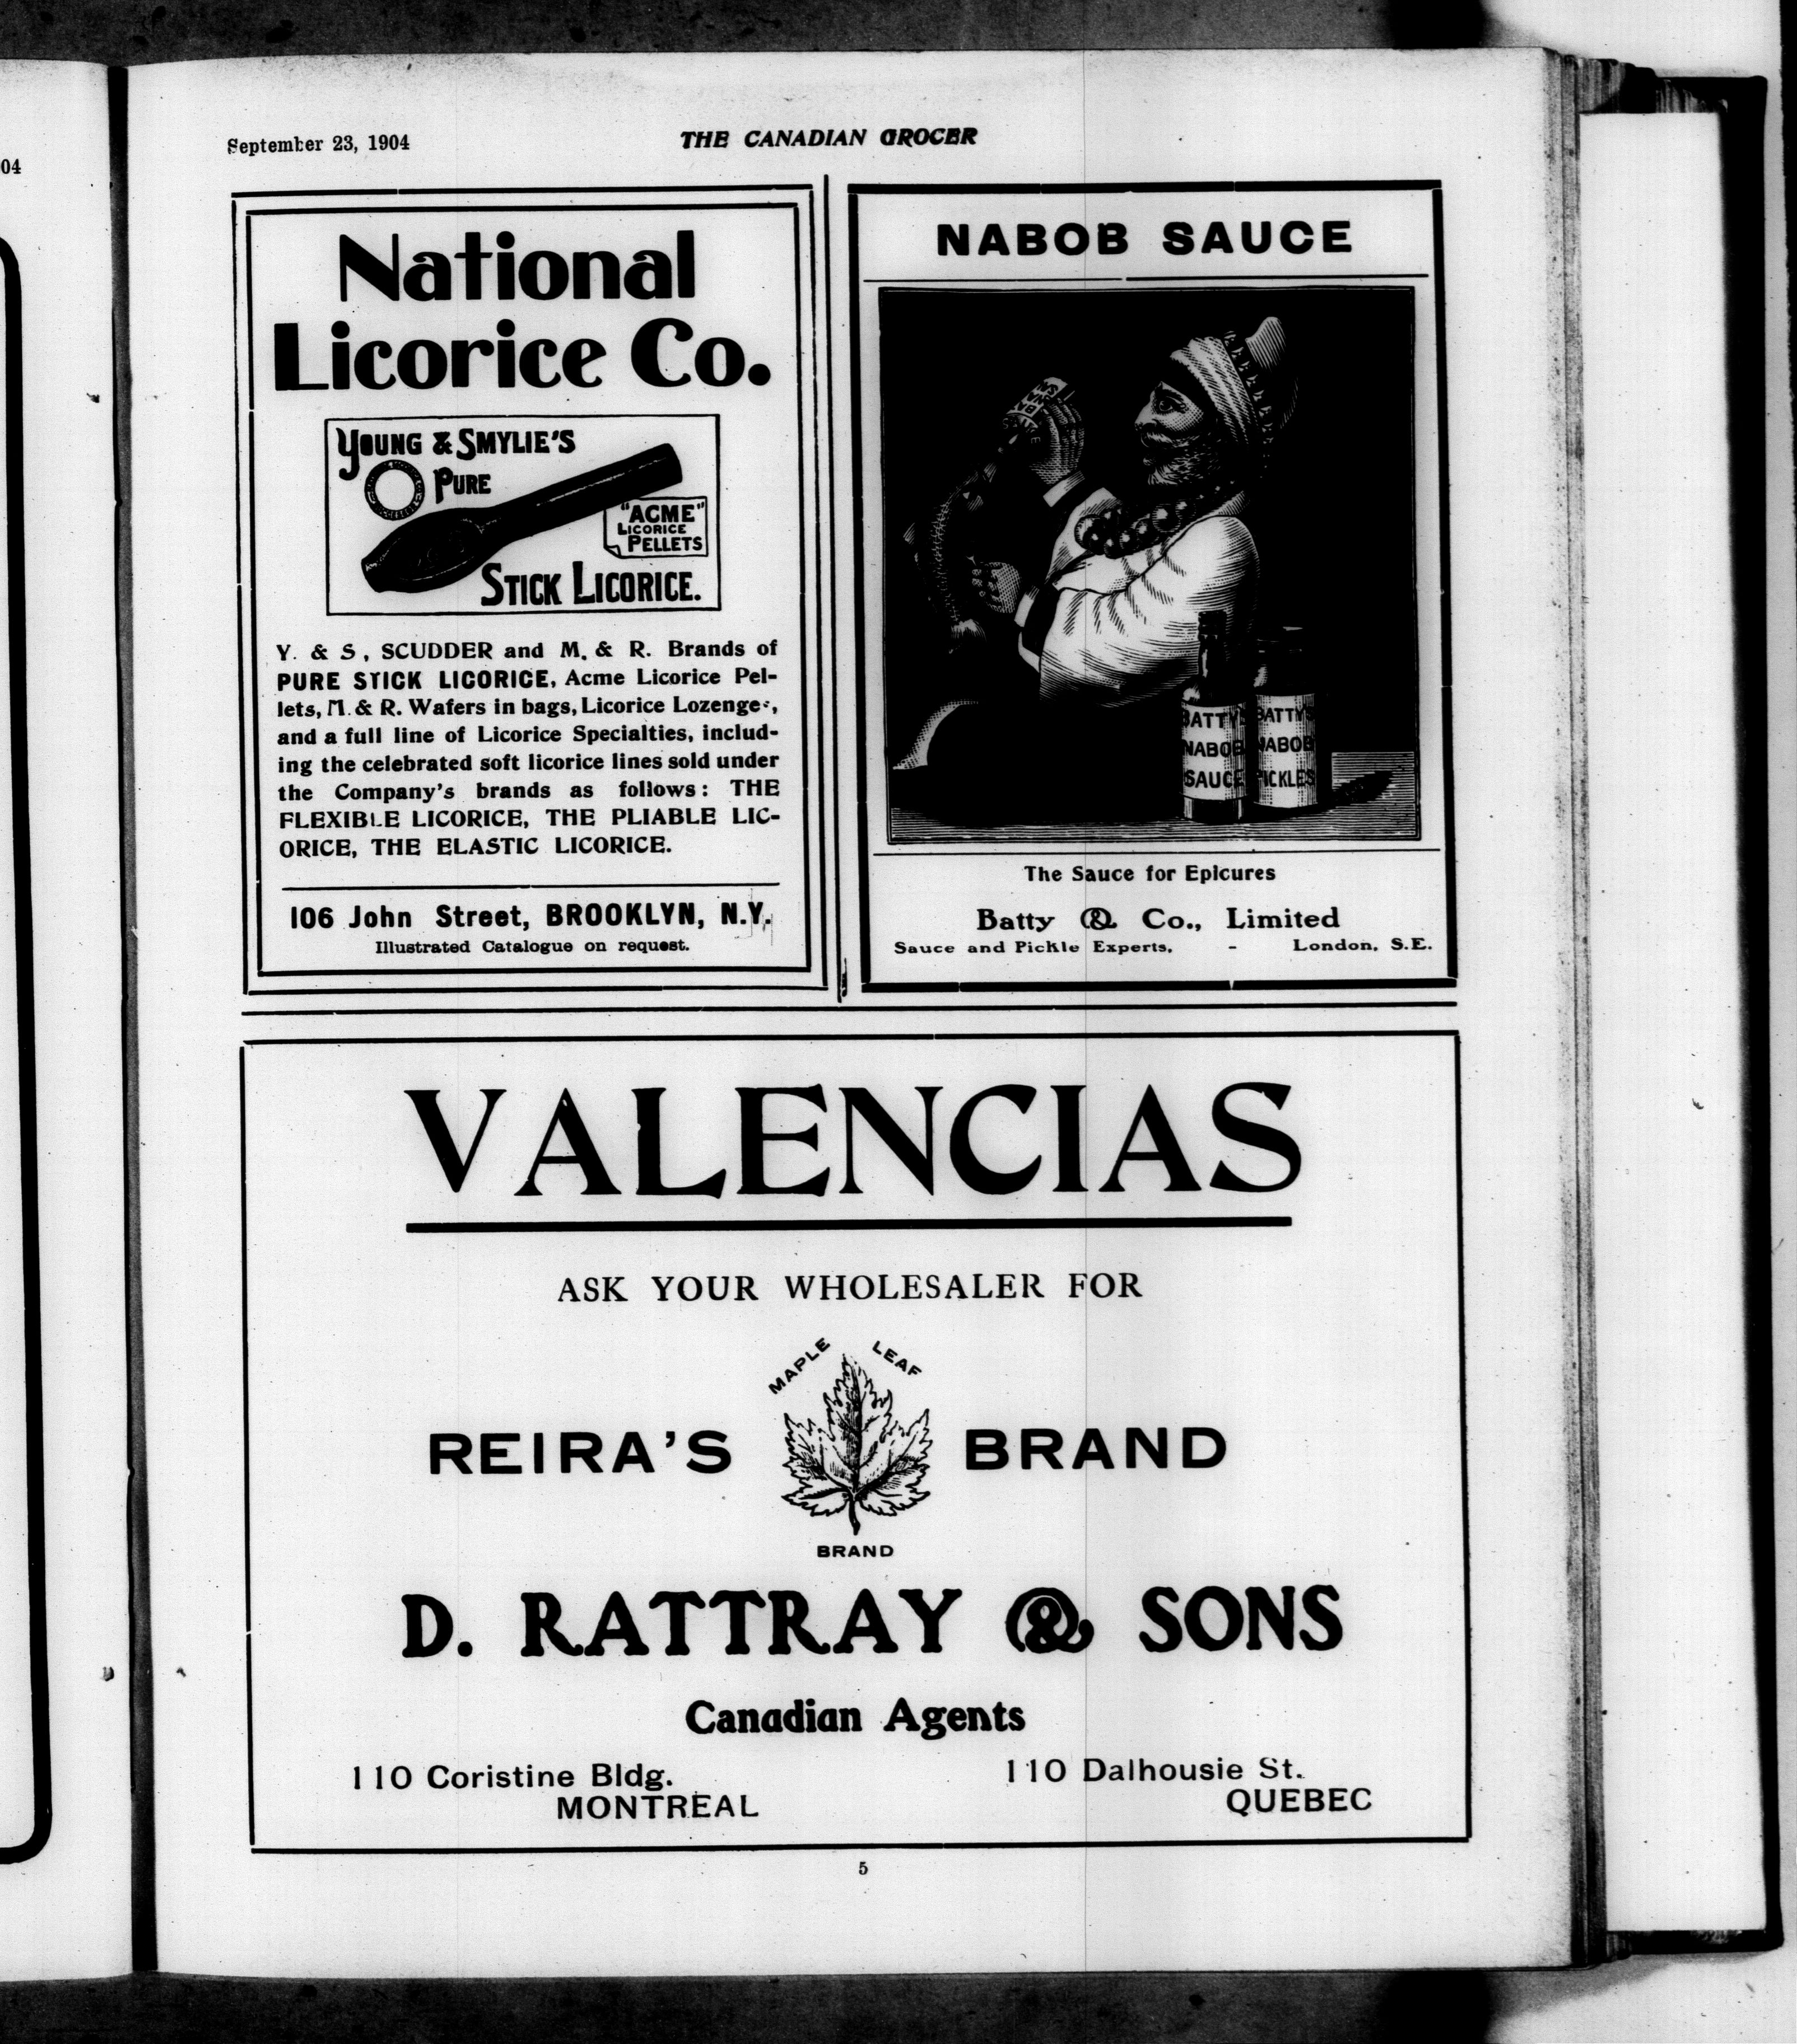 04
September 23, 1904
THE CANADIAN GROCER
National
Licorice Co.
YOUNG & SMYLIE'S
PURE
"ACME"
LICORICE
PELLETS
STICK LICORICE.
Y. & S, SCUDDER and M. & R. Brands of
PURE STICK LICORICE, Acme Licorice Pel-
lets, M. & R. Wafers in bags, Licorice Lozenges,
and a full line of Licorice Specialties, includ-
ing the celebrated soft licorice lines sold under
the Company's brands as follows: THE
FLEXIBLE LICORICE, THE PLIABLE LIC-
ORICE, THE ELASTIC LICORICE.
106 John Street, BROOKLYN, N.Y.
Illustrated Catalogue on request.
NABOB SAUCE
BATTY'S
NABOB
SAUCE
BATTY'S
NABOB
PICKLES
The Sauce for Epicures
Batty & Co., Limited
Sauce and Pickle Experts, - London, S.E.
VALENCIAS
ASK YOUR WHOLESALER FOR
MAPLE LEAF
REIRA'S BRAND
BRAND
D. RATTRAY & SONS
Canadian Agents
110 Coristine Bldg.
MONTREAL
110 Dalhousie St.
QUEBEC
5